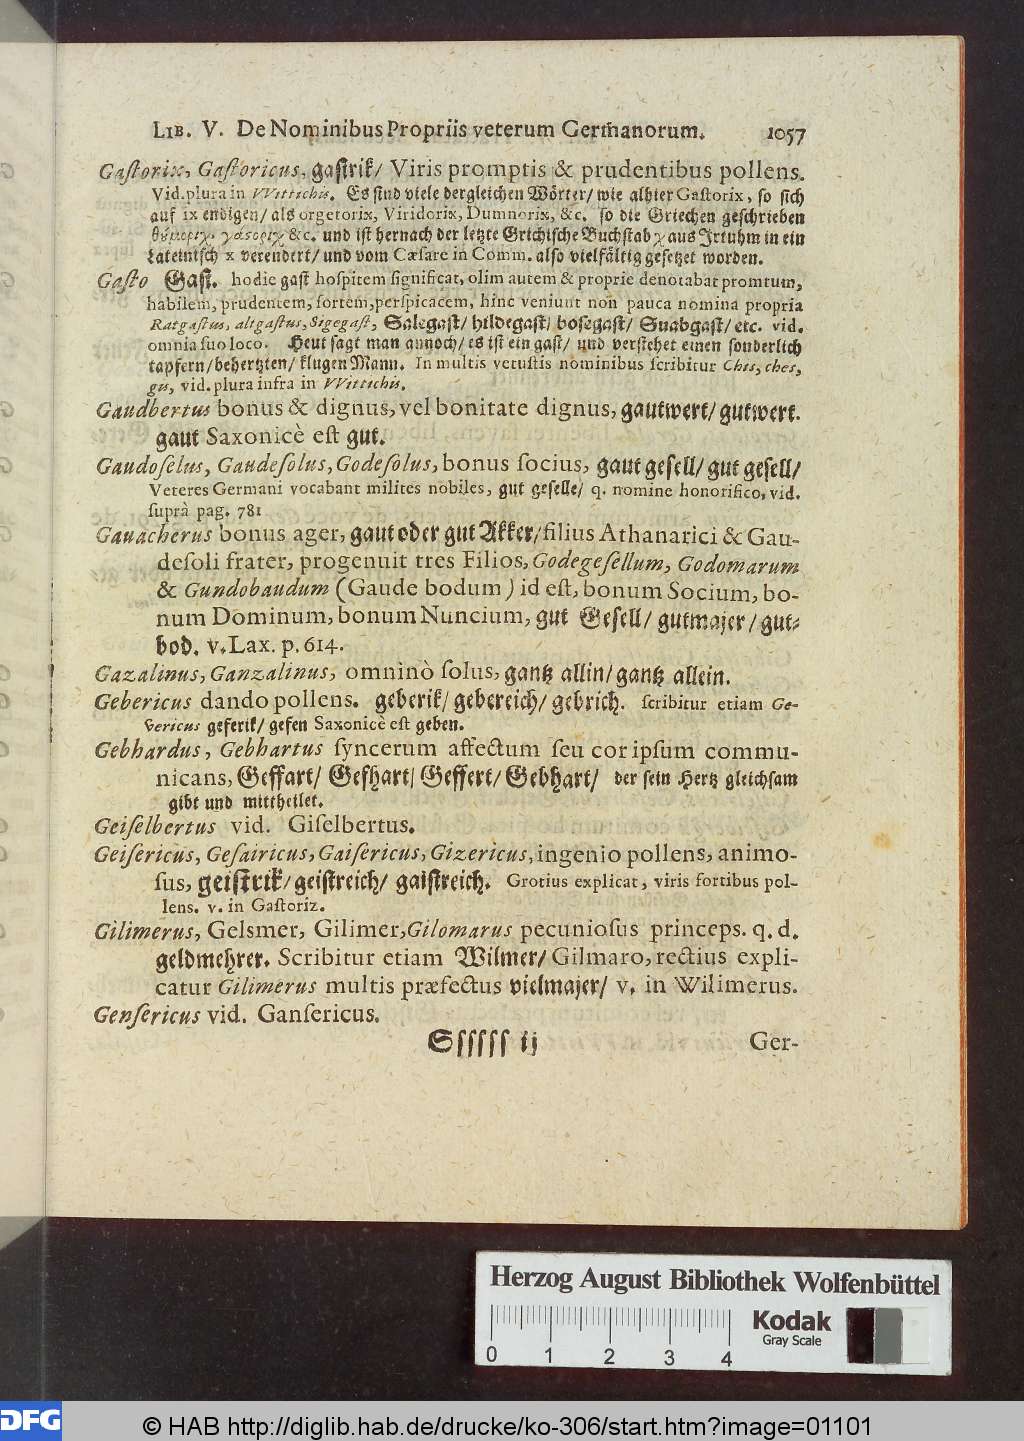 LIB. V. De Nominibus Propriis veterum Germanorum. 1057
Gaſtorix, Gaſtoricus, gaſtrik/ Viris promptis & prudentibus pollens.
Vid. plura in VVittichis. Es ſind viele dergleichen Wörter/ wie alhier Gaſtorix, ſo ſich
auf ix endigen/ als orgetorix, Viridorix, Dumnorix, &c. ſo die Griechen geſchrieben
&c. und iſt hernach der letzte Grichiſche Buchſtab χ aus Irtuhm in ein
Lateiniſch x verendert/ und vom Cæſare in Comm. alſo vielfältig geſetzet worden.
Gaſto Gaſt. hodie gaſt hoſpitem ſignificat, olim autem & proprie denotabat promtum,
habilem, prudentem, fortem, perſpicacem, hinc veniunt non pauca nomina propria
Ratgaſtus, altgaſtus, Sigegaſt, Salegaſt/ hildegaſt/ boſegaſt/ Suabgaſt/ etc. vid.
omnia ſuo loco. Heut ſagt man annoch/ es iſt ein gaſt/ und verſtehet einen ſonderlich
tapfern/ behertzten/ klugen Mann. In multis vetuſtis nominibus ſcribitur Chis, ches,
gis, vid. plura infra in VVittichis.
Gaudbertus bonus & dignus, vel bonitate dignus, gautwert/ gutwert.
gaut Saxonicè eſt gut.
Gaudoſelus, Gaudeſolus, Godeſolus, bonus ſocius, gaut geſell/ gut geſell/
Veteres Germani vocabant milites nobiles, gut geſelle/ q. nomine honorifico, vid.
ſuprà pag. 781
Gauacherus bonus ager, gaut oder gut Akker/ filius Athanarici & Gau-
deſoli frater, progenuit tres Filios, Godegeſellum, Godomarum
& Gundobaudum (Gaude bodum) id eſt, bonum Socium, bo-
num Dominum, bonum Nuncium, gut Geſell/ gutmajer/ gut-
bod. v. Lax. p. 614.
Gazalinus, Ganzalinus, omninò ſolus, gantz allin/ gantz allein.
Gebericus dando pollens. geberik/ gebereich/ gebrich. ſcribitur etiam Ge-
vericus geferik/ gefen Saxonicè eſt geben.
Gebhardus, Gebhartus ſyncerum affectum ſeu cor ipſum commu-
nicans, Geffart/ Gefhart/ Geffert/ Gebhart/ der ſein Hertz gleichſam
gibt und mittheilet.
Geiſelbertus vid. Giſelbertus.
Geiſericus, Geſairicus, Gaiſericus, Gizericus, ingenio pollens, animo-
ſus, geiſtrik/ geiſtreich/ gaiſtreich. Grotius explicat, viris fortibus pol-
lens. v. in Gaſtoriz.
Gilimerus, Gelsmer, Gilimer, Gilomarus pecunioſus princeps. q. d.
geldmehrer. Scribitur etiam Wilmer/ Gilmaro, rectius expli-
catur Gilimerus multis præfectus vielmajer/ v. in Wilimerus.
Genſericus vid. Ganſericus.
Sſſſſſ ij Ger-
Herzog August Bibliothek Wolfenbüttel
0 1 2 3 4
Kodak
Gray Scale
DFG © HAB http://diglib.hab.de/drucke/ko-306/start.htm?image=01101